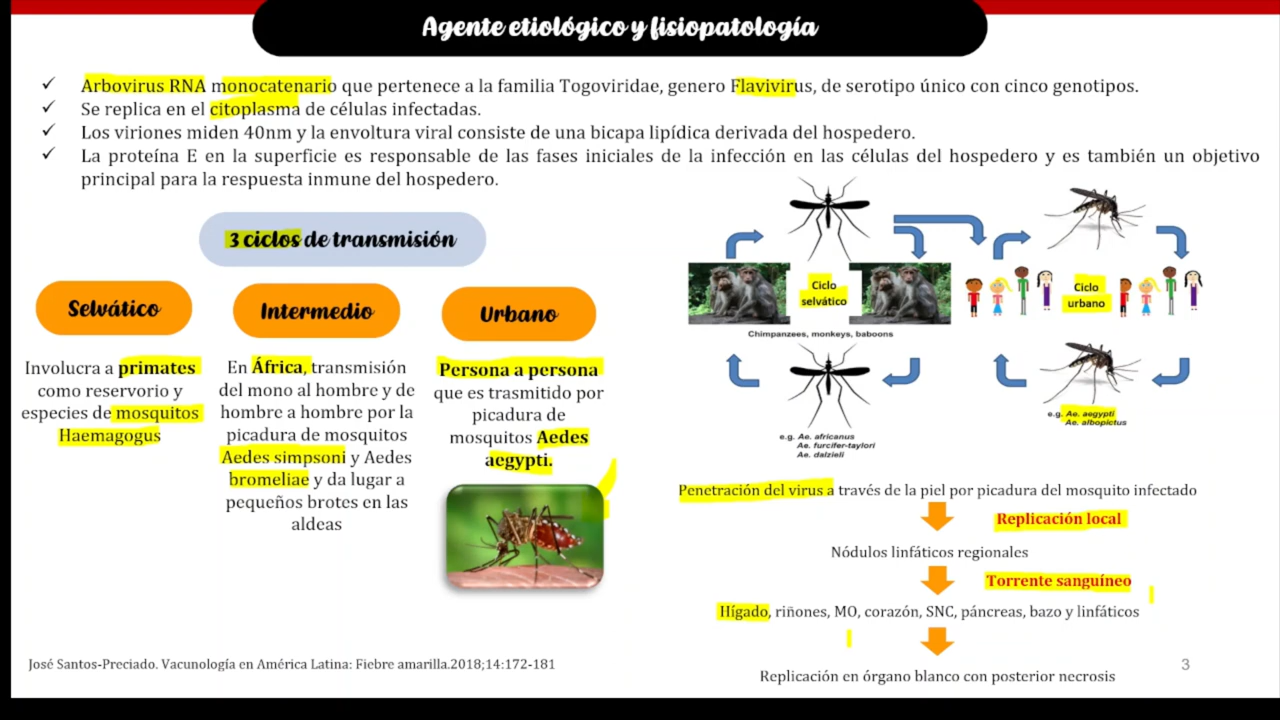 Agente etiológico y fisiopatología
✓ Arbovirus RNA monocatenario que pertenece a la familia Togoviridae, genero Flavivirus, de serotipo único con cinco genotipos.
✓ Se replica en el citoplasma de células infectadas.
✓ Los viriones miden 40nm y la envoltura viral consiste de una bicapa lipídica derivada del hospedero.
✓ La proteína E en la superficie es responsable de las fases iniciales de la infección en las células del hospedero y es también un objetivo
principal para la respuesta inmune del hospedero.
3 ciclos de transmisión
Selvático
Involucra a primates
como reservorio y
especies de mosquitos
Haemagogus
Intermedio
En África, transmisión
del mono al hombre y de
hombre a hombre por la
picadura de mosquitos
Aedes simpsoni y Aedes
bromeliae y da lugar a
pequeños brotes en las
aldeas
Urbano
Persona a persona
que es trasmitido por
picadura de
mosquitos Aedes
aegypti.
Ciclo
selvático
Chimpanzees, monkeys, baboons
e.g. Ae. africanus
Ae. furcifer-taylori
Ae. dalzieli
Ciclo
urbano
e.g. Ae. aegypti
Ae. albopictus
Penetración del virus a través de la piel por picadura del mosquito infectado
Replicación local
Nódulos linfáticos regionales
Torrente sanguíneo
Hígado, riñones, MO, corazón, SNC, páncreas, bazo y linfáticos
Replicación en órgano blanco con posterior necrosis
José Santos-Preciado. Vacunología en América Latina: Fiebre amarilla.2018;14:172-181
3